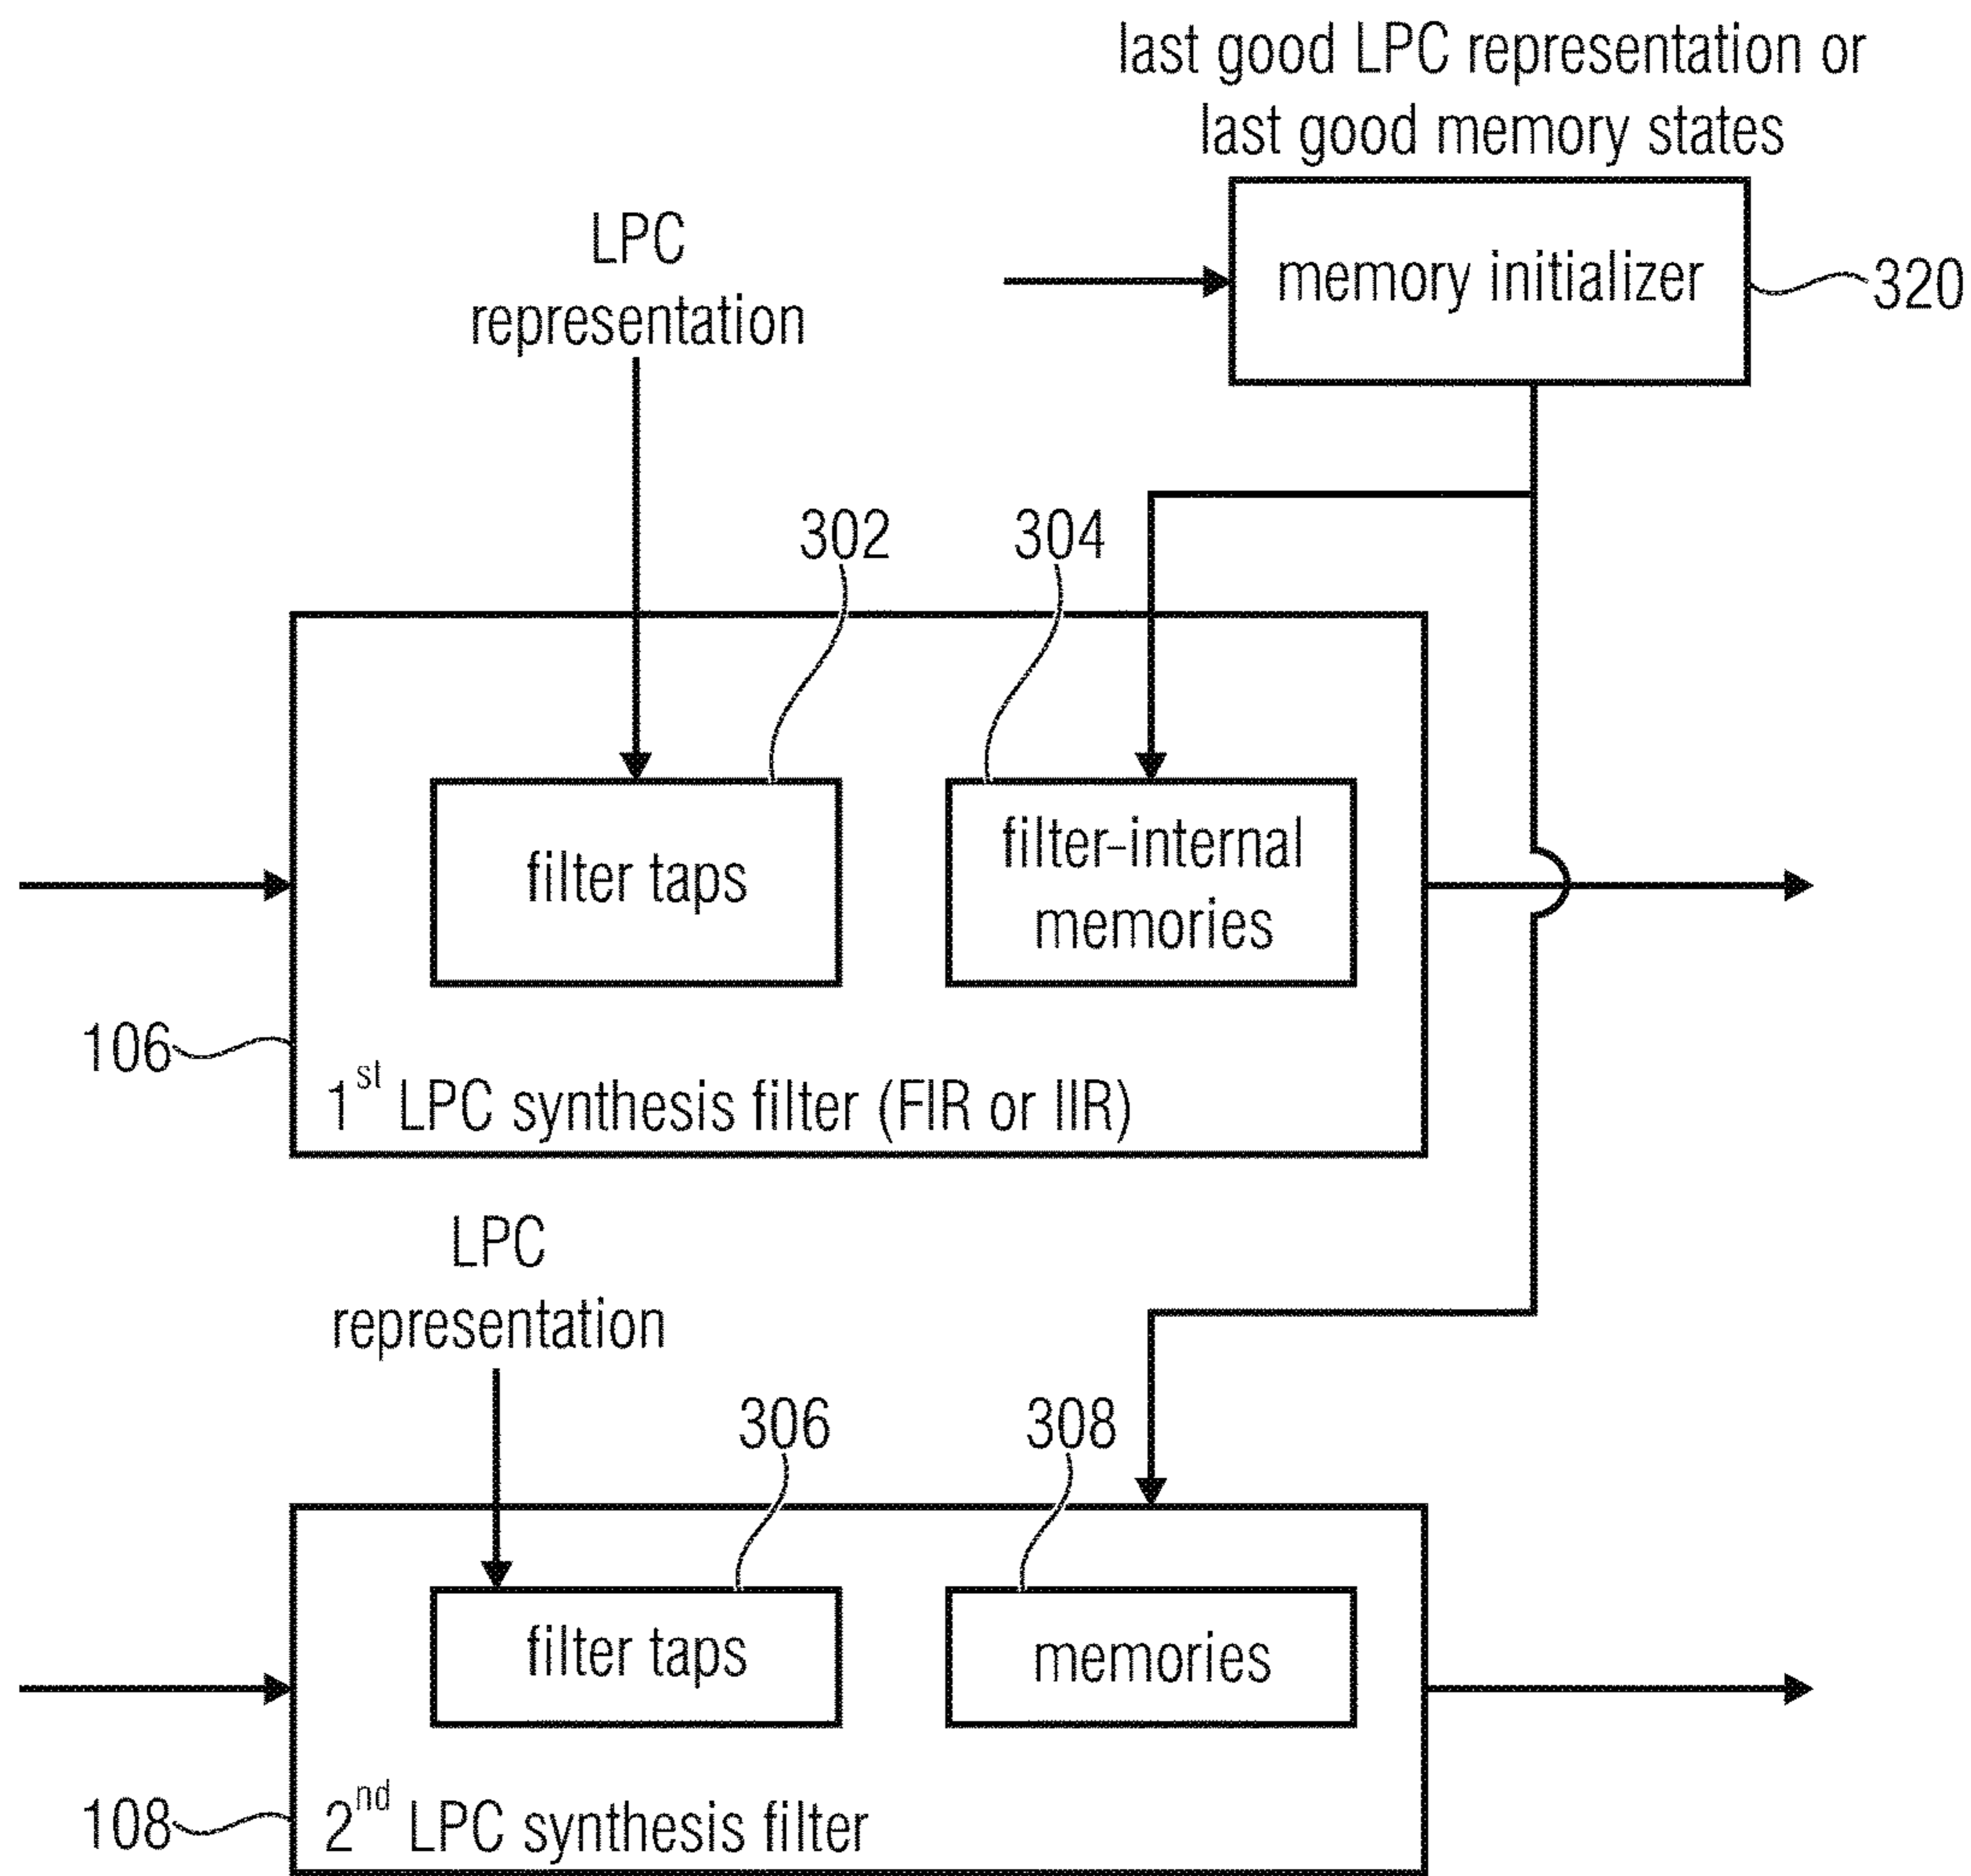 last good LPC representation or
last good memory states
LPC
representation
memory initializer
320
302
304
filter taps
filter-internal
memories
106
1st LPC synthesis filter (FIR or IIR)
LPC
representation
306
308
filter taps
memories
108
2nd LPC synthesis filter